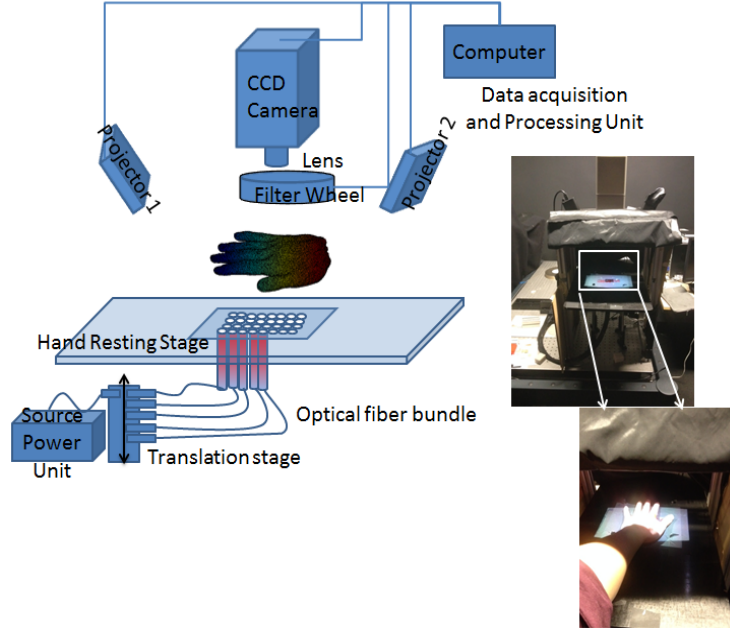 Computer
CCD
Camera
Data acquisition
and Processing Unit
Projector 1
Projector 2
Lens
Filter Wheel
Hand Resting Stage
Optical fiber bundle
Source
Power
Unit
Translation stage